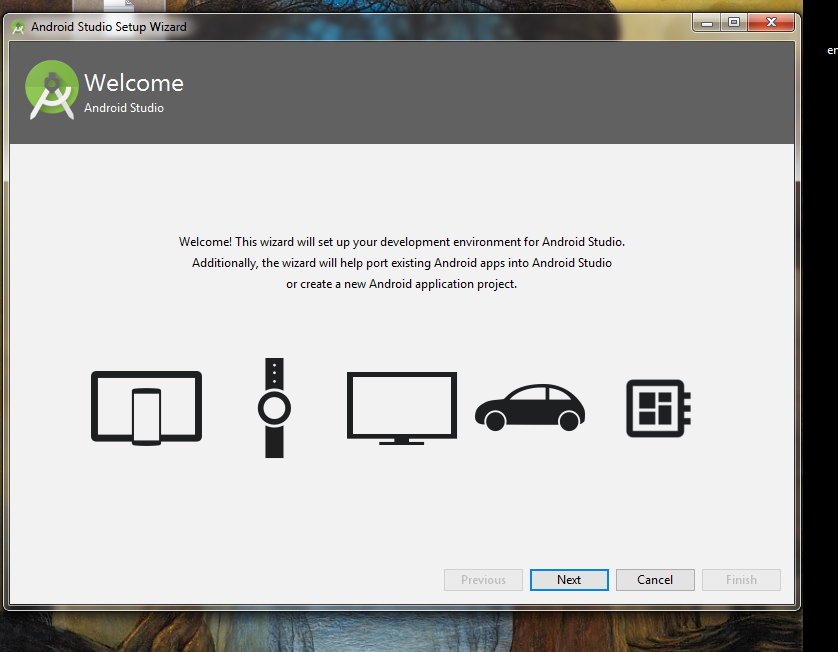 Android Studio Setup Wizard
Welcome
Android Studio
Welcome! This wizard will set up your development environment for Android Studio.
Additionally, the wizard will help port existing Android apps into Android Studio
or create a new Android application project.
Previous
Next
Cancel
Finish